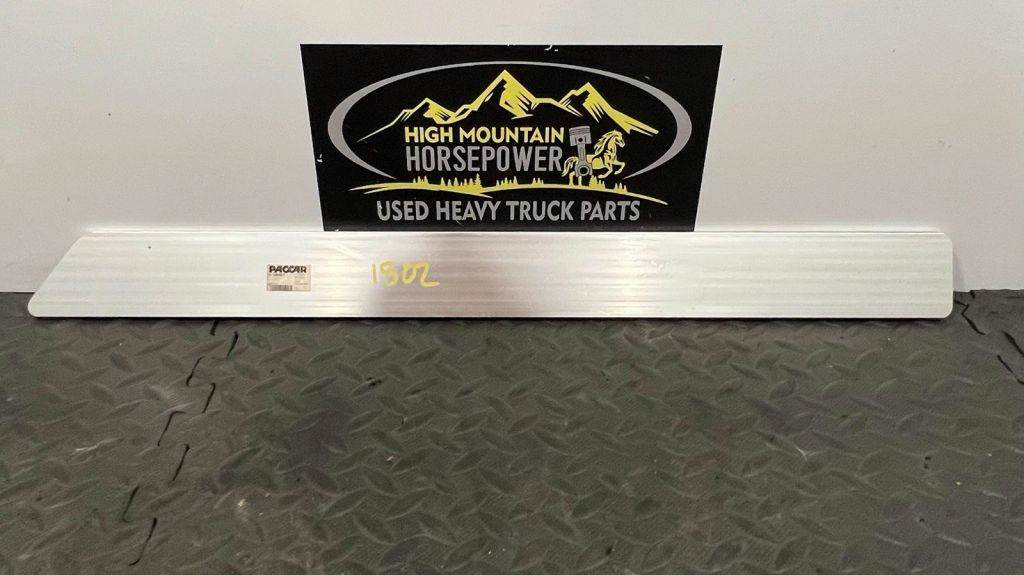 HIGH MOUNTAIN
HORSEPOWER
USED HEAVY TRUCK PARTS
PACCAR
1502